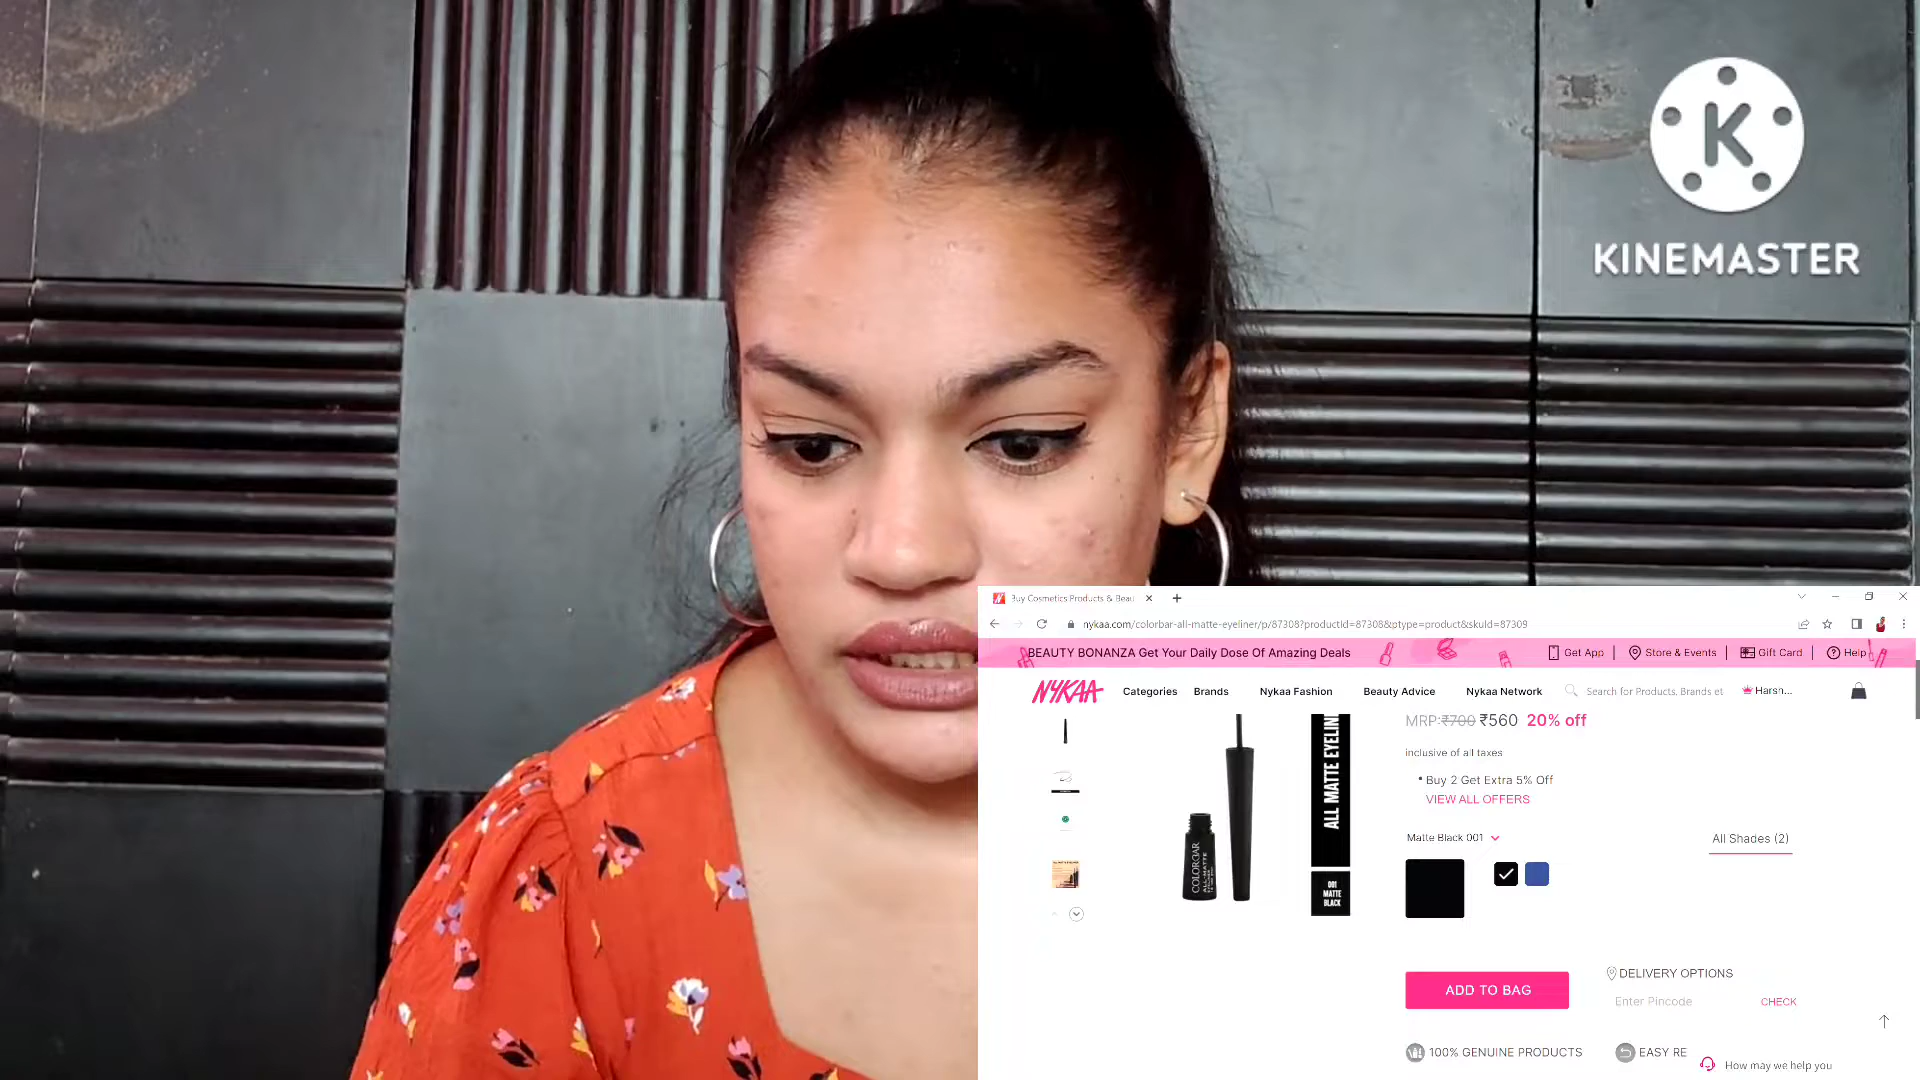 KINEMASTER
Buy Cosmetics Products & Beau
nykaa.com/colorbar-all-matte-eyeliner/p/87308?productId=87308&ptype=product&skuId=87309
BEAUTY BONANZA Get Your Daily Dose Of Amazing Deals
Get App
Store & Events
Gift Card
Help
NYKAA
Categories
Brands
Nykaa Fashion
Beauty Advice
Nykaa Network
Search for Products, Brands et
Harsh...
MRP:₹700 ₹560 20% off
inclusive of all taxes
• Buy 2 Get Extra 5% Off
VIEW ALL OFFERS
ALL MATTE EYELIN
COLORBAR
ALL-MATTE
001
MATTE
BLACK
Matte Black 001
All Shades (2)
ADD TO BAG
DELIVERY OPTIONS
Enter Pincode
CHECK
100% GENUINE PRODUCTS
EASY RE
How may we help you